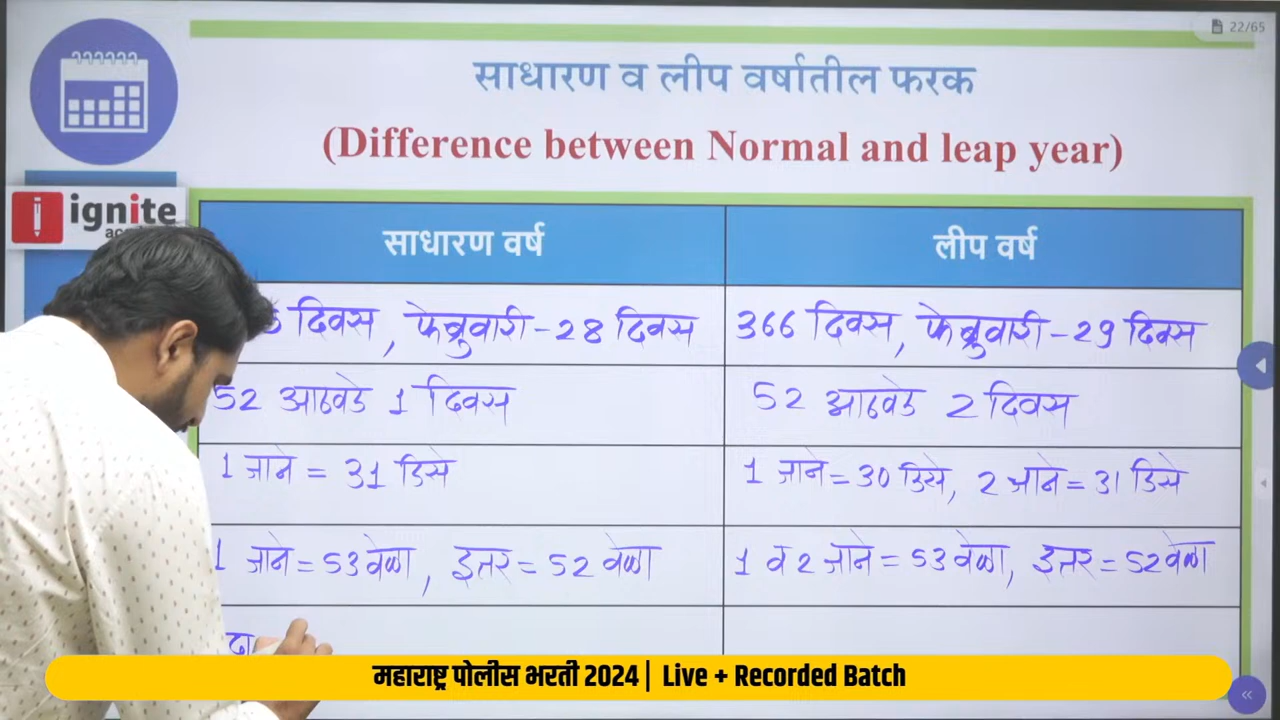 22/65
साधारण व लीप वर्षातील फरक
(Difference between Normal and leap year)
ignite
साधारण वर्ष
लीप वर्ष
दिवस, फेब्रुवारी - 28 दिवस
366 दिवस, फेब्रुवारी - 29 दिवस
52 आठवडे 1 दिवस
52 आठवडे 2 दिवस
1 जाने = 31 डिसे
1 जाने = 30 डिसे, 2 जाने = 31 डिसे
1 जाने = 53 वेळा, इतर = 52 वेळा
1 व 2 जाने = 53 वेळा, इतर = 52 वेळा
महाराष्ट्र पोलीस भरती 2024 | Live + Recorded Batch